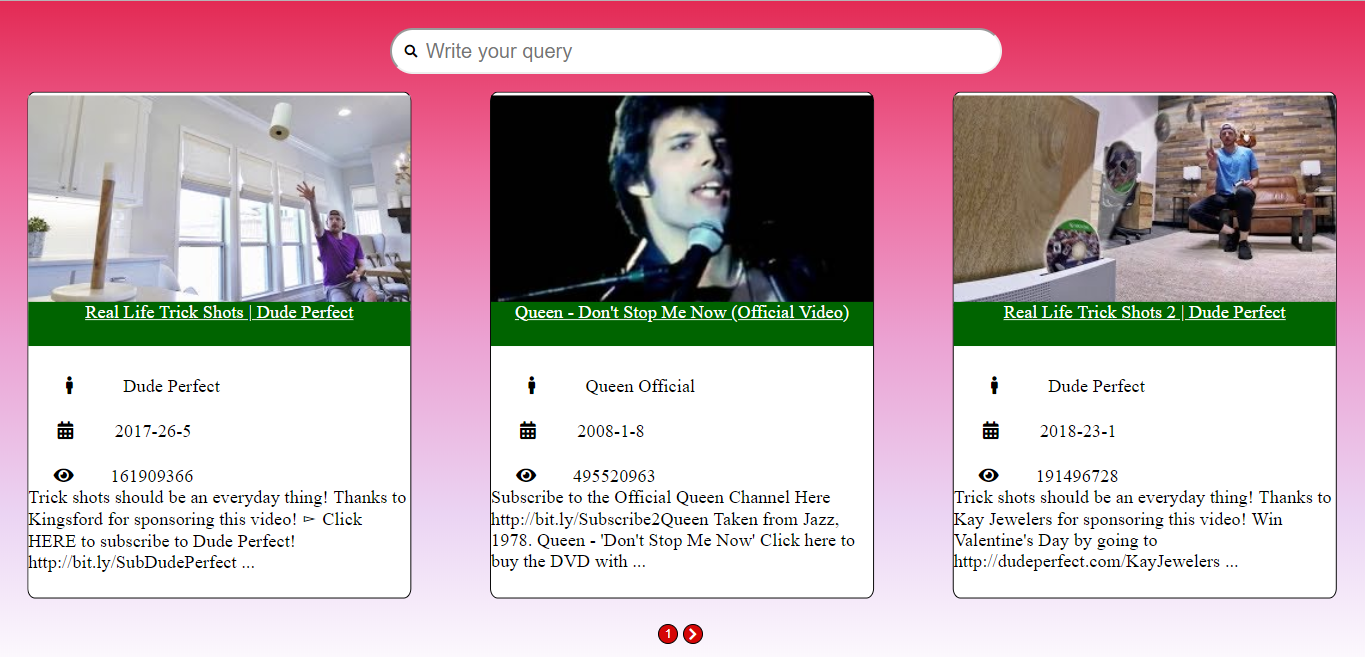 Write your query
Real Life Trick Shots | Dude Perfect
Dude Perfect
2017-26-5
161909366
Trick shots should be an everyday thing! Thanks to
Kingsford for sponsoring this video! ► Click
HERE to subscribe to Dude Perfect!
http://bit.ly/SubDudePerfect ...
Queen - Don't Stop Me Now (Official Video)
Queen Official
2008-1-8
495520963
Subscribe to the Official Queen Channel Here
http://bit.ly/Subscribe2Queen Taken from Jazz,
1978. Queen - 'Don't Stop Me Now' Click here to
buy the DVD with ...
Real Life Trick Shots 2 | Dude Perfect
Dude Perfect
2018-23-1
191496728
Trick shots should be an everyday thing! Thanks to
Kay Jewelers for sponsoring this video! Win
Valentine's Day by going to
http://dudeperfect.com/KayJewelers ...
1